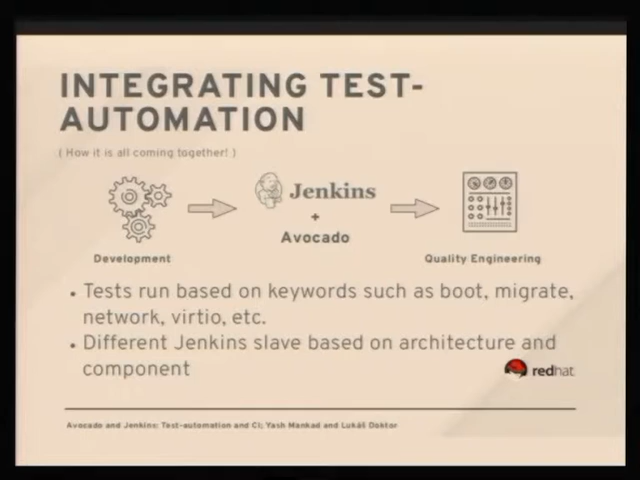 INTEGRATING TEST-
AUTOMATION
( How it is all coming together! )
Jenkins
+
Avocado
Development
Quality Engineering
• Tests run based on keywords such as boot, migrate,
network, virtio, etc.
• Different Jenkins slave based on architecture and
component
redhat.
Avocado and Jenkins: Test-automation and CI; Yash Mankad and Lukáš Doktor